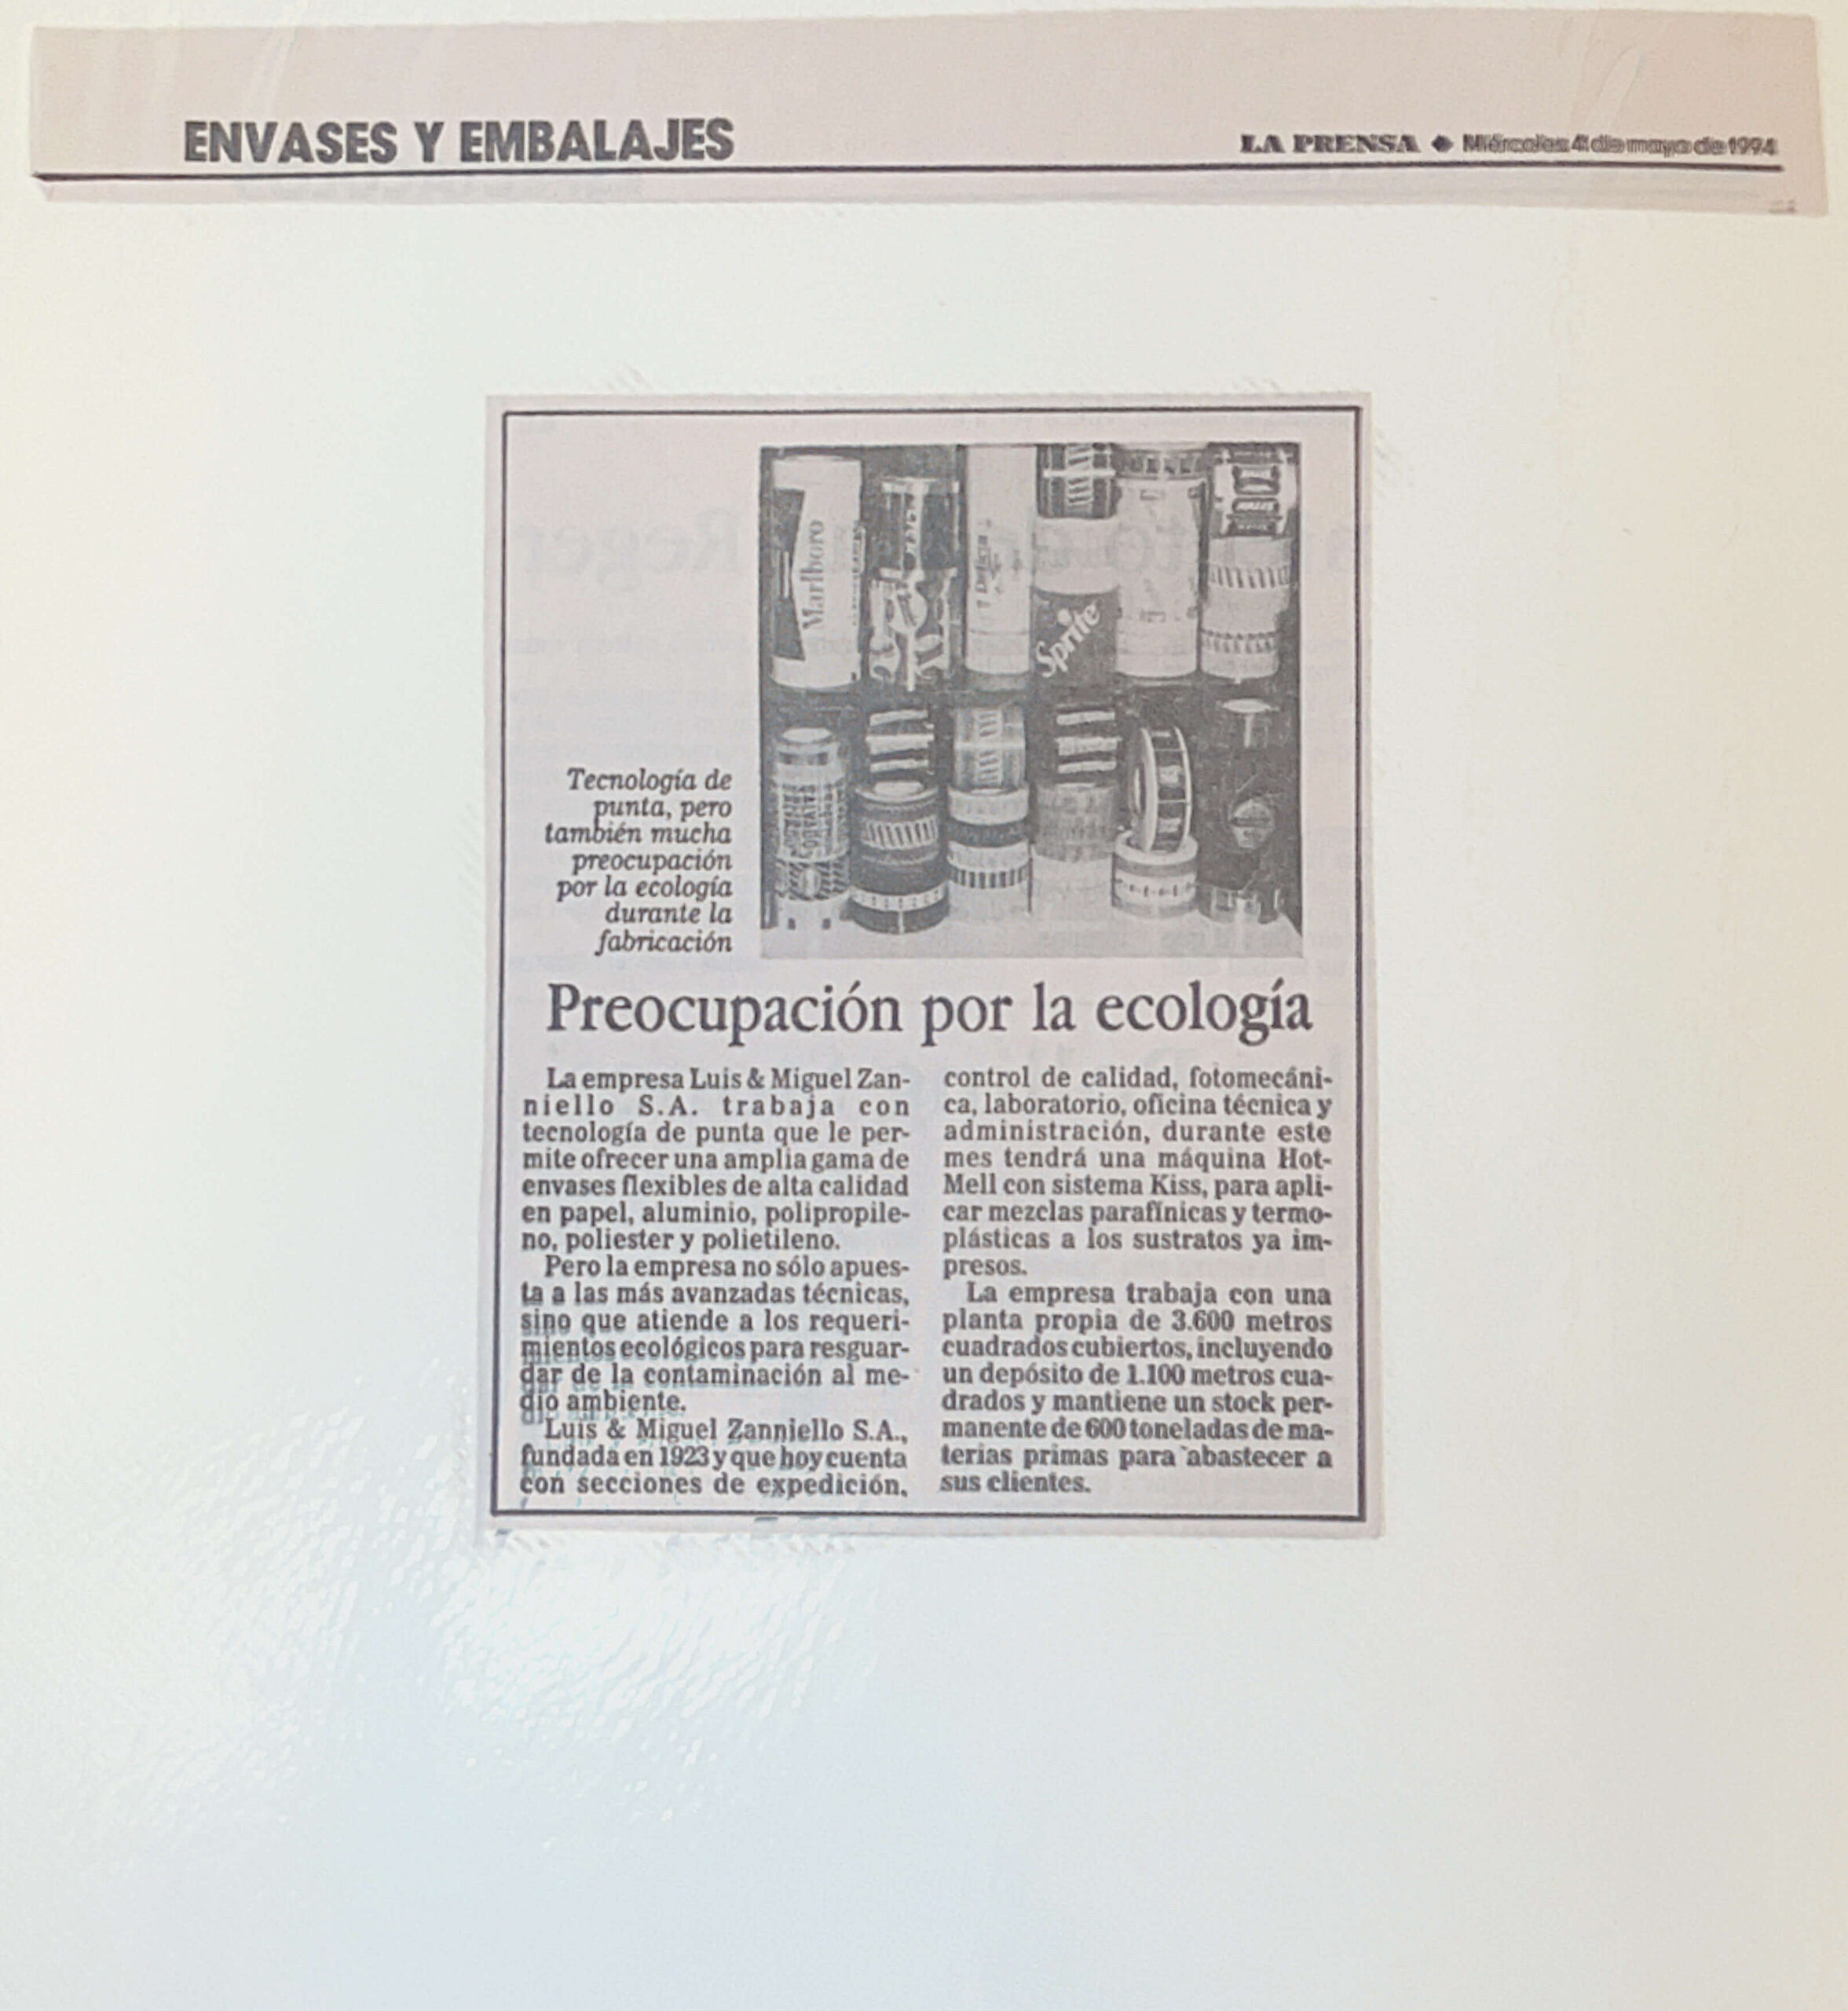 ENVASES Y EMBALAJES
LA PRENSA ◆ Miércoles 4 de mayo de 1994
Marlboro
Sprite
Tecnología de
punta, pero
también mucha
preocupación
por la ecología
durante la
fabricación
Preocupación por la ecología
La empresa Luis & Miguel Zan-
niello S.A. trabaja con
tecnología de punta que le per-
mite ofrecer una amplia gama de
envases flexibles de alta calidad
en papel, aluminio, polipropile-
no, poliester y polietileno.
Pero la empresa no sólo apues-
ta a las más avanzadas técnicas,
sino que atiende a los requeri-
mientos ecológicos para resguar-
dar de la contaminación al me-
dio ambiente.
Luis & Miguel Zanniello S.A.,
fundada en 1923 y que hoy cuenta
con secciones de expedición,
control de calidad, fotomecáni-
ca, laboratorio, oficina técnica y
administración, durante este
mes tendrá una máquina Hot-
Mell con sistema Kiss, para apli-
car mezclas parafínicas y termo-
plásticas a los sustratos ya im-
presos.
La empresa trabaja con una
planta propia de 3.600 metros
cuadrados cubiertos, incluyendo
un depósito de 1.100 metros cua-
drados y mantiene un stock per-
manente de 600 toneladas de ma-
terias primas para abastecer a
sus clientes.